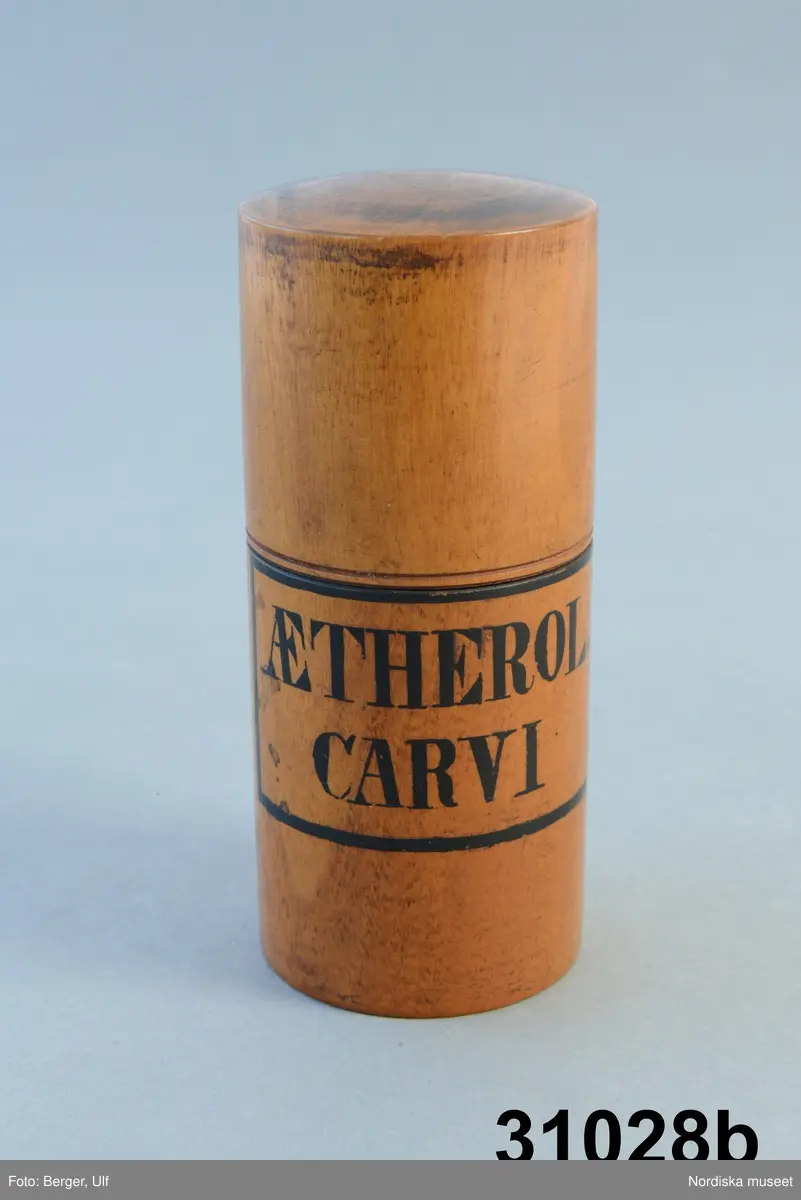 ÆTHEROL
CARVI
31028b
Foto: Berger, Ulf
Nordiska museet